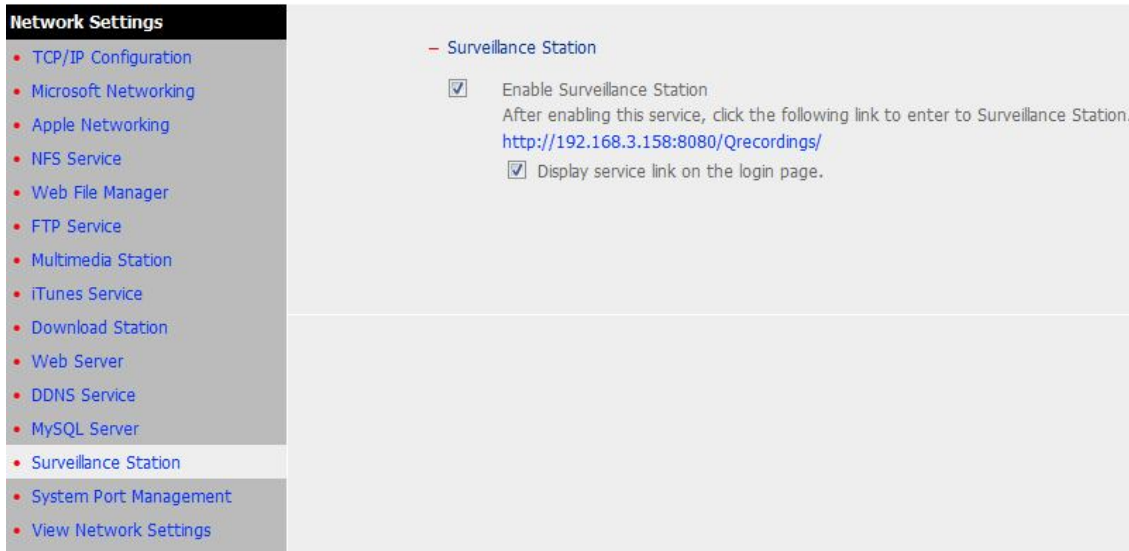 Network Settings
TCP/IP Configuration
Microsoft Networking
Apple Networking
NFS Service
Web File Manager
FTP Service
Multimedia Station
iTunes Service
Download Station
Web Server
DDNS Service
MySQL Server
Surveillance Station
System Port Management
View Network Settings
– Surveillance Station
Enable Surveillance Station
After enabling this service, click the following link to enter to Surveillance Station.
http://192.168.3.158:8080/Qrecordings/
Display service link on the login page.